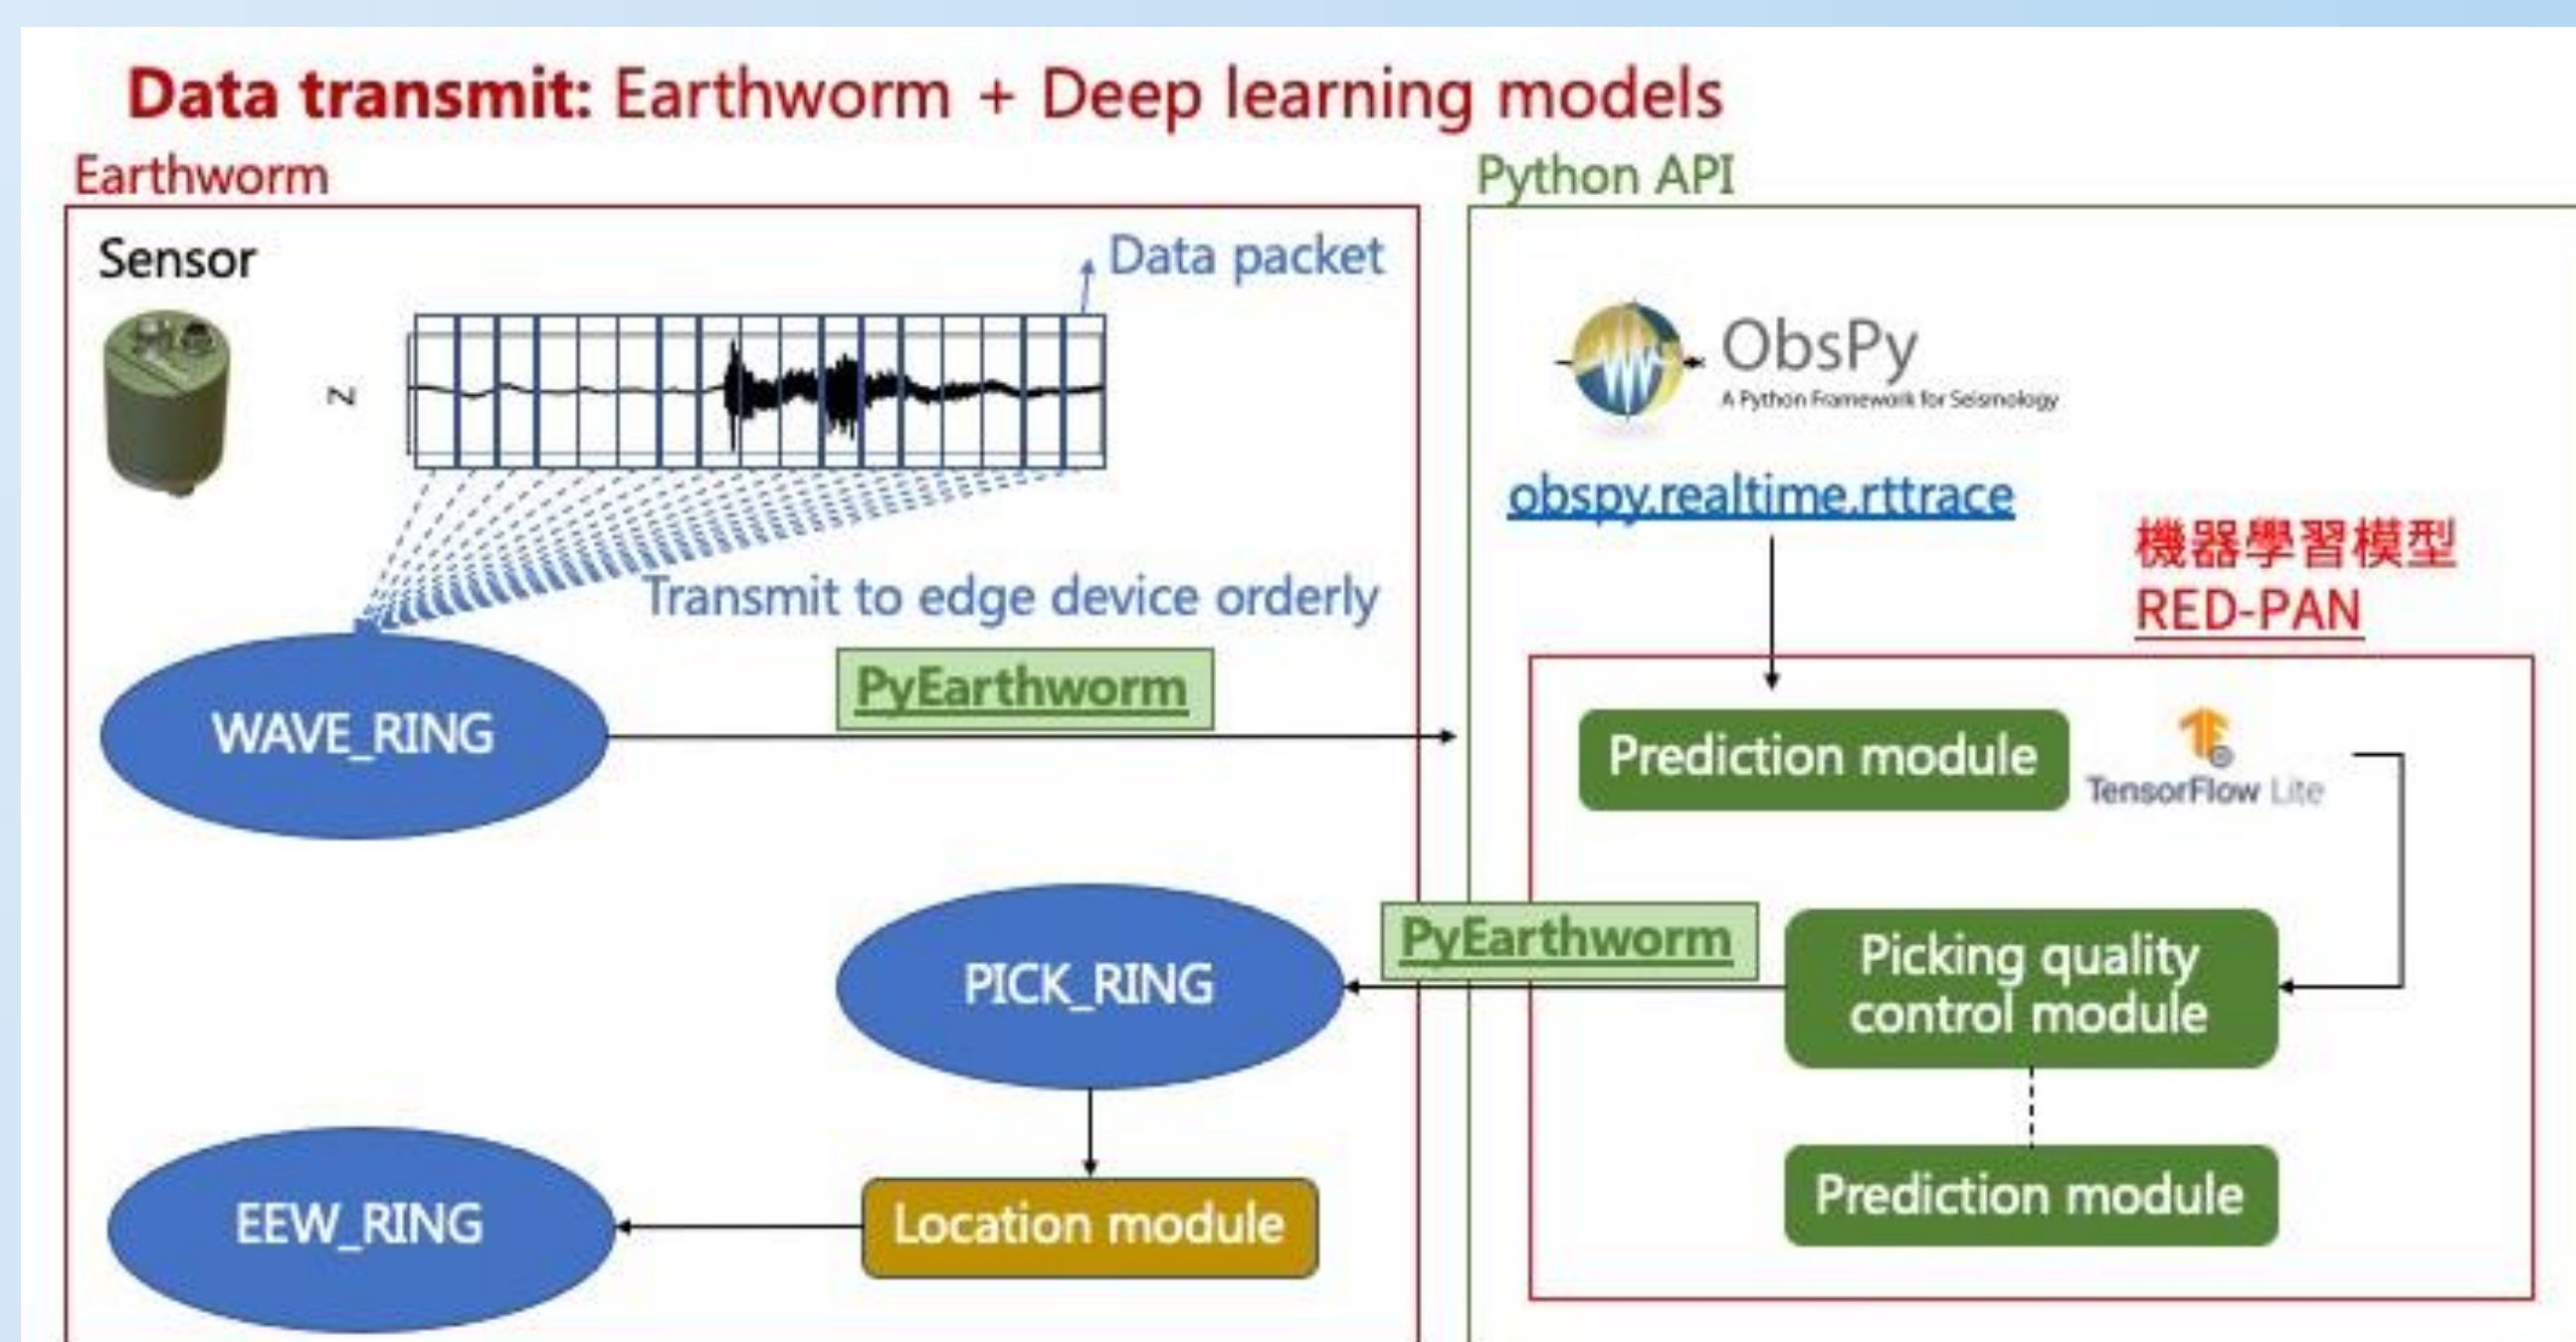 Data transmit: Earthworm + Deep learning models
Earthworm
Sensor
Data packet
Z
Transmit to edge device orderly
WAVE_RING
PyEarthworm
PICK_RING
EEW_RING
Location module
Python API
ObsPy
A Python Framework for Seismology
obspy.realtime.rttrace
機器學習模型
RED-PAN
Prediction module
TensorFlow Lite
PyEarthworm
Picking quality
control module
Prediction module